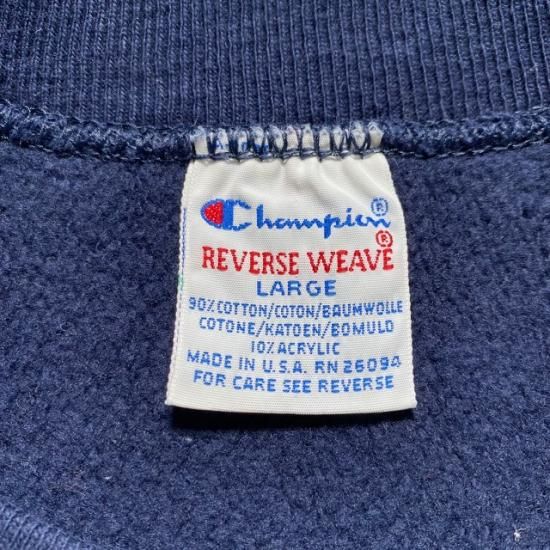 Champion®
REVERSE WEAVE®
LARGE
90% COTTON/COTON/BAUMWOLLE
COTONE/KATOEN/BOMULD
10% ACRYLIC
MADE IN U.S.A. RN 26094
FOR CARE SEE REVERSE